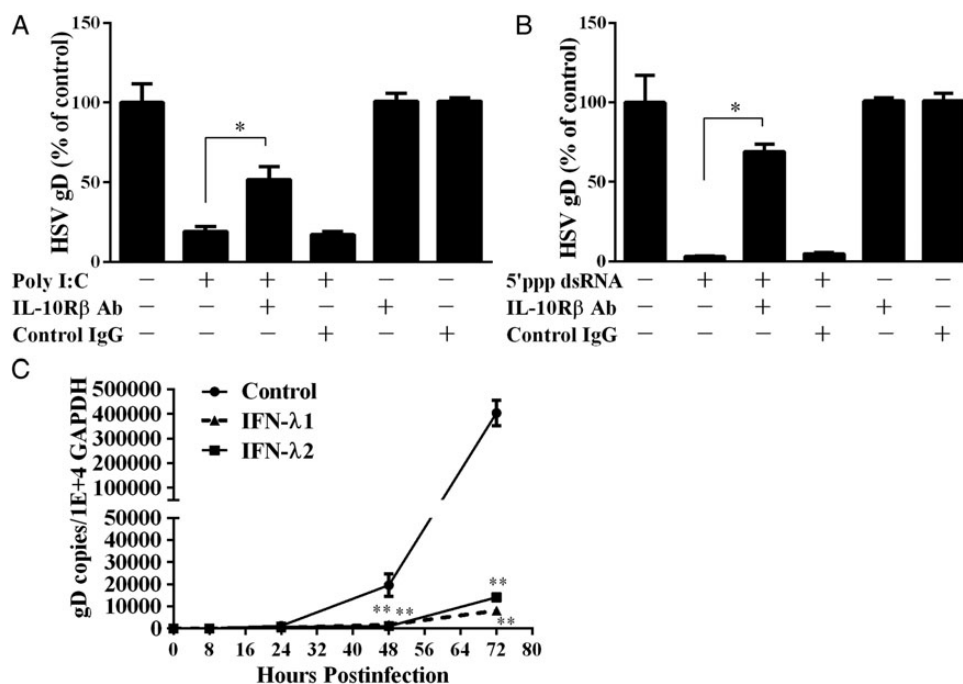 A
HSV gD (% of control)
150
100
50
0
*
Poly I:C – + + + – –
IL-10Rβ Ab – – + – + –
Control IgG – – – + – +
B
HSV gD (% of control)
150
100
50
0
*
5'ppp dsRNA – + + + – –
IL-10Rβ Ab – – + – + –
Control IgG – – – + – +
C
gD copies/1E+4 GAPDH
500000
400000
300000
200000
100000
50000
40000
30000
20000
10000
0
Control
IFN-λ1
IFN-λ2
** **
**
**
0 8 16 24 32 40 48 56 64 72 80
Hours Postinfection